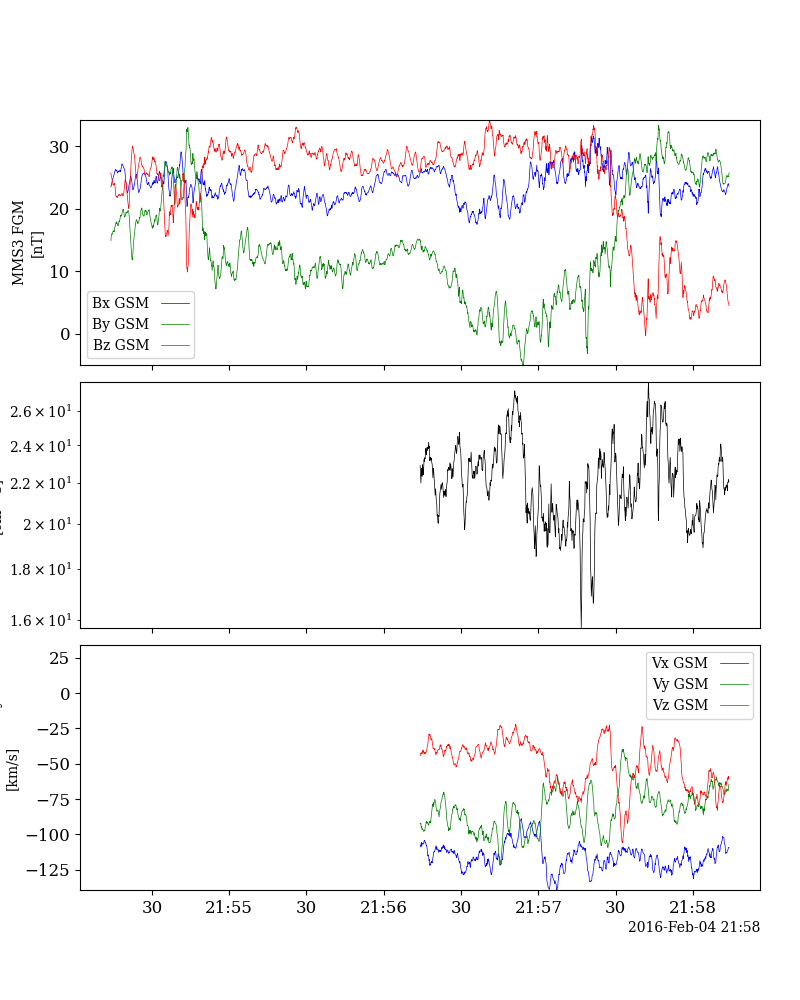 MMS3 FGM
[nT]
30
20
10
0
Bx GSM
By GSM
Bz GSM
2.6 × 10¹
2.4 × 10¹
2.2 × 10¹
2 × 10¹
1.8 × 10¹
1.6 × 10¹
[km/s]
25
0
−25
−50
−75
−100
−125
Vx GSM
Vy GSM
Vz GSM
30 21:55 30 21:56 30 21:57 30 21:58
2016-Feb-04 21:58